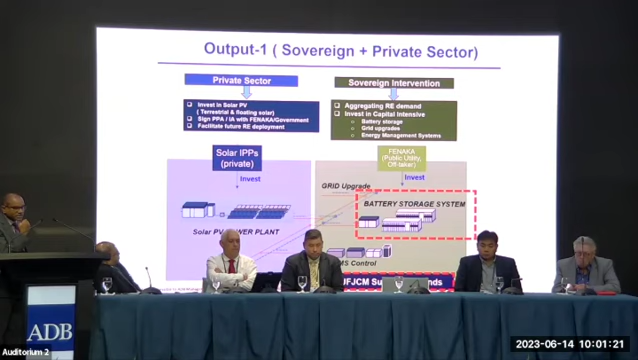 Output-1 ( Sovereign + Private Sector)
Private Sector
Sovereign Intervention
Invest in Solar PV
( Terrestrial & floating solar)
Sign PPA / IA with FENAKA/Government
Facilitate future RE deployment
Aggregating RE demand
Invest in Capital Intensive
Battery storage
Grid upgrades
Energy Management Systems
Solar IPPs
(private)
FENAKA
(Public Utility,
Off taker)
Invest
Invest
GRID Upgrade
BATTERY STORAGE SYSTEM
Solar PV POWER PLANT
MS Control
JFJCM
ADB
Auditorium 2
2023-06-14 10:01:21